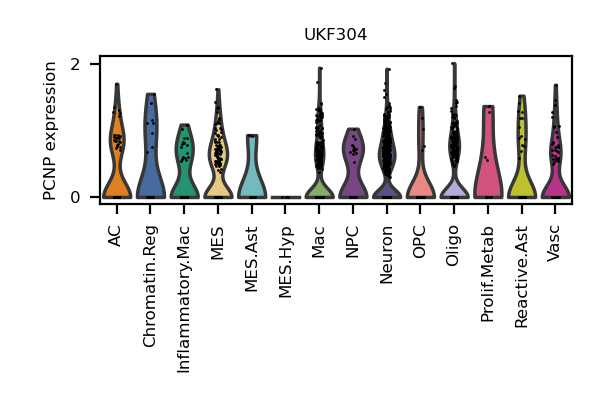 UKF304
PCNP expression
2
0
AC
Chromatin.Reg
Inflammatory.Mac
MES
MES.Ast
MES.Hyp
Mac
NPC
Neuron
OPC
Oligo
Prolif.Metab
Reactive.Ast
Vasc